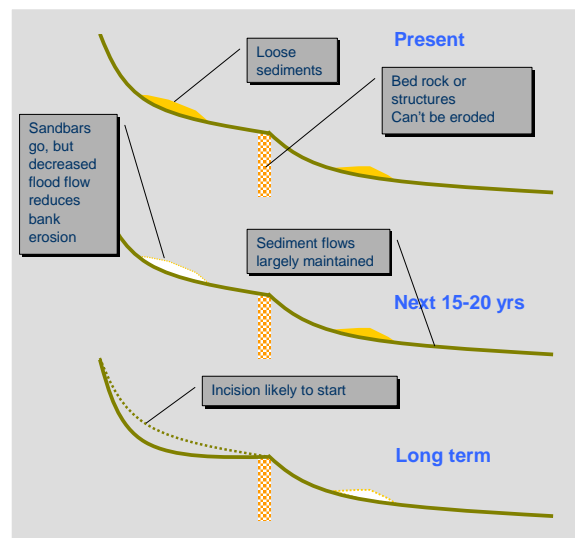 Present
Loose
sediments
Bed rock or
structures
Can't be eroded
Sandbars
go, but
decreased
flood flow
reduces
bank
erosion
Sediment flows
largely maintained
Next 15-20 yrs
Incision likely to start
Long term